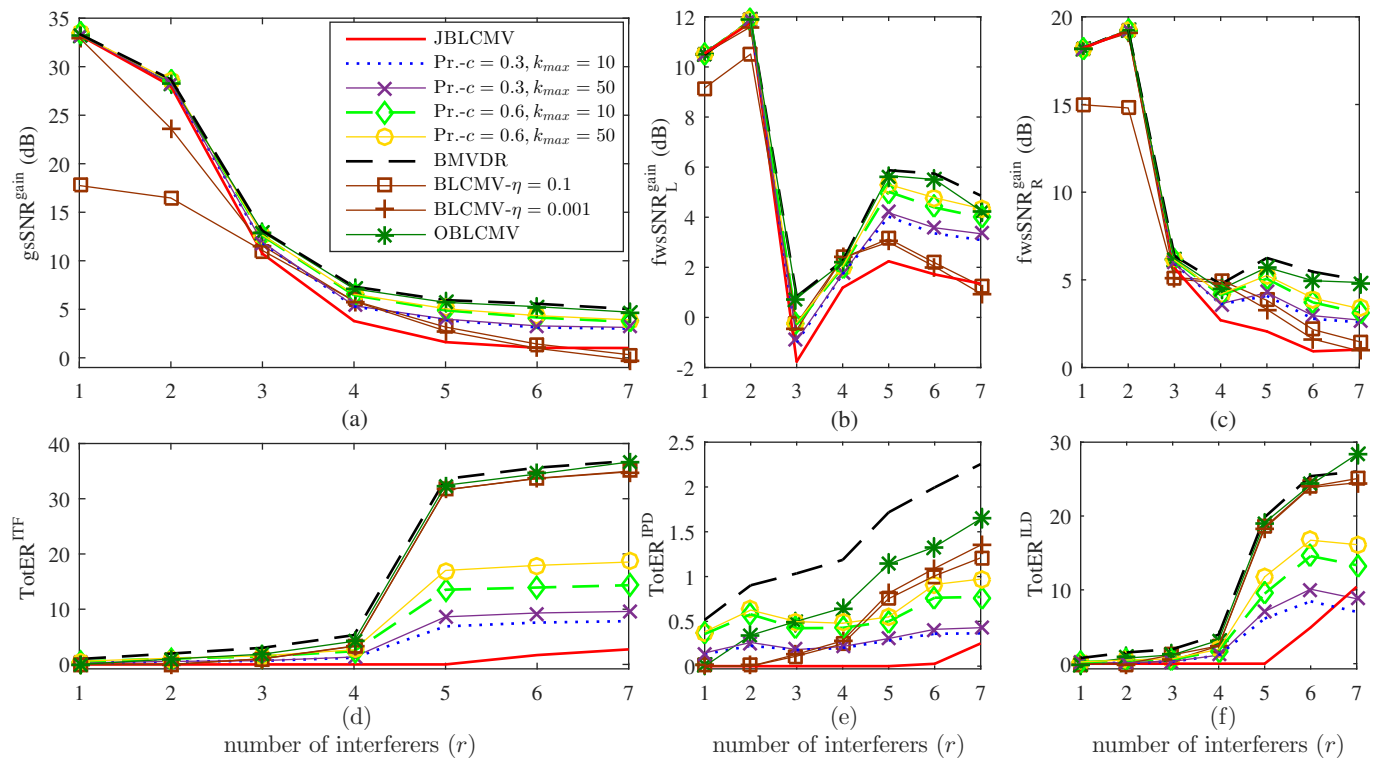 gsSNR^gain (dB)
35
30
25
20
15
10
5
0
1 2 3 4 5 6 7
(a)
JBLCMV
Pr.-c = 0.3, k_max = 10
Pr.-c = 0.3, k_max = 50
Pr.-c = 0.6, k_max = 10
Pr.-c = 0.6, k_max = 50
BMVDR
BLCMV-η = 0.1
BLCMV-η = 0.001
OBLCMV
fwsSNR_L^gain (dB)
12
10
8
6
4
2
0
-2
1 2 3 4 5 6 7
(b)
fwsSNR_R^gain (dB)
20
15
10
5
0
1 2 3 4 5 6 7
(c)
TotER^ITF
40
30
20
10
0
1 2 3 4 5 6 7
(d)
number of interferers (r)
TotER^IPD
2.5
2
1.5
1
0.5
0
1 2 3 4 5 6 7
(e)
number of interferers (r)
TotER^ILD
30
20
10
0
1 2 3 4 5 6 7
(f)
number of interferers (r)